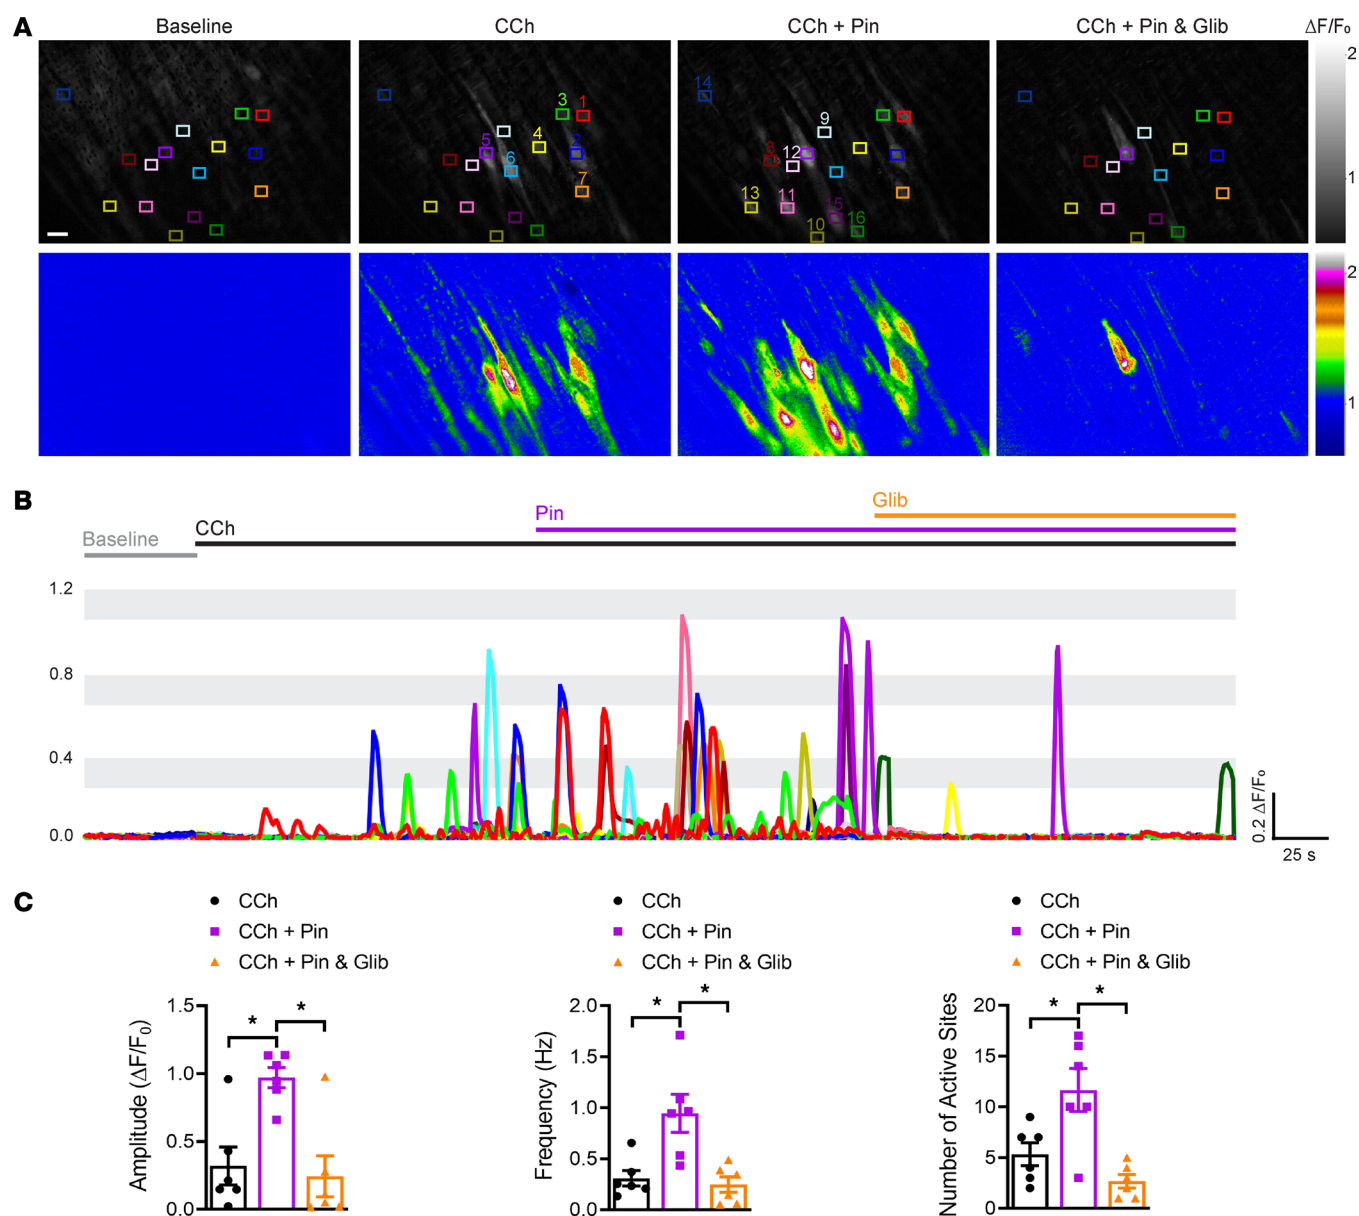 A
Baseline
CCh
CCh + Pin
CCh + Pin & Glib
ΔF/F₀
2
1
14
3
1
9
4
5
2
6
8
12
7
13
11
15
10
16
2
1
B
Glib
Pin
CCh
Baseline
1.2
0.8
0.4
0.0
0.2 ΔF/F₀
25 s
C
CCh
CCh + Pin
CCh + Pin & Glib
CCh
CCh + Pin
CCh + Pin & Glib
CCh
CCh + Pin
CCh + Pin & Glib
Amplitude (ΔF/F₀)
1.5
1.0
0.5
0.0
*
*
Frequency (Hz)
2.0
1.5
1.0
0.5
0.0
*
*
Number of Active Sites
20
15
10
5
0
*
*